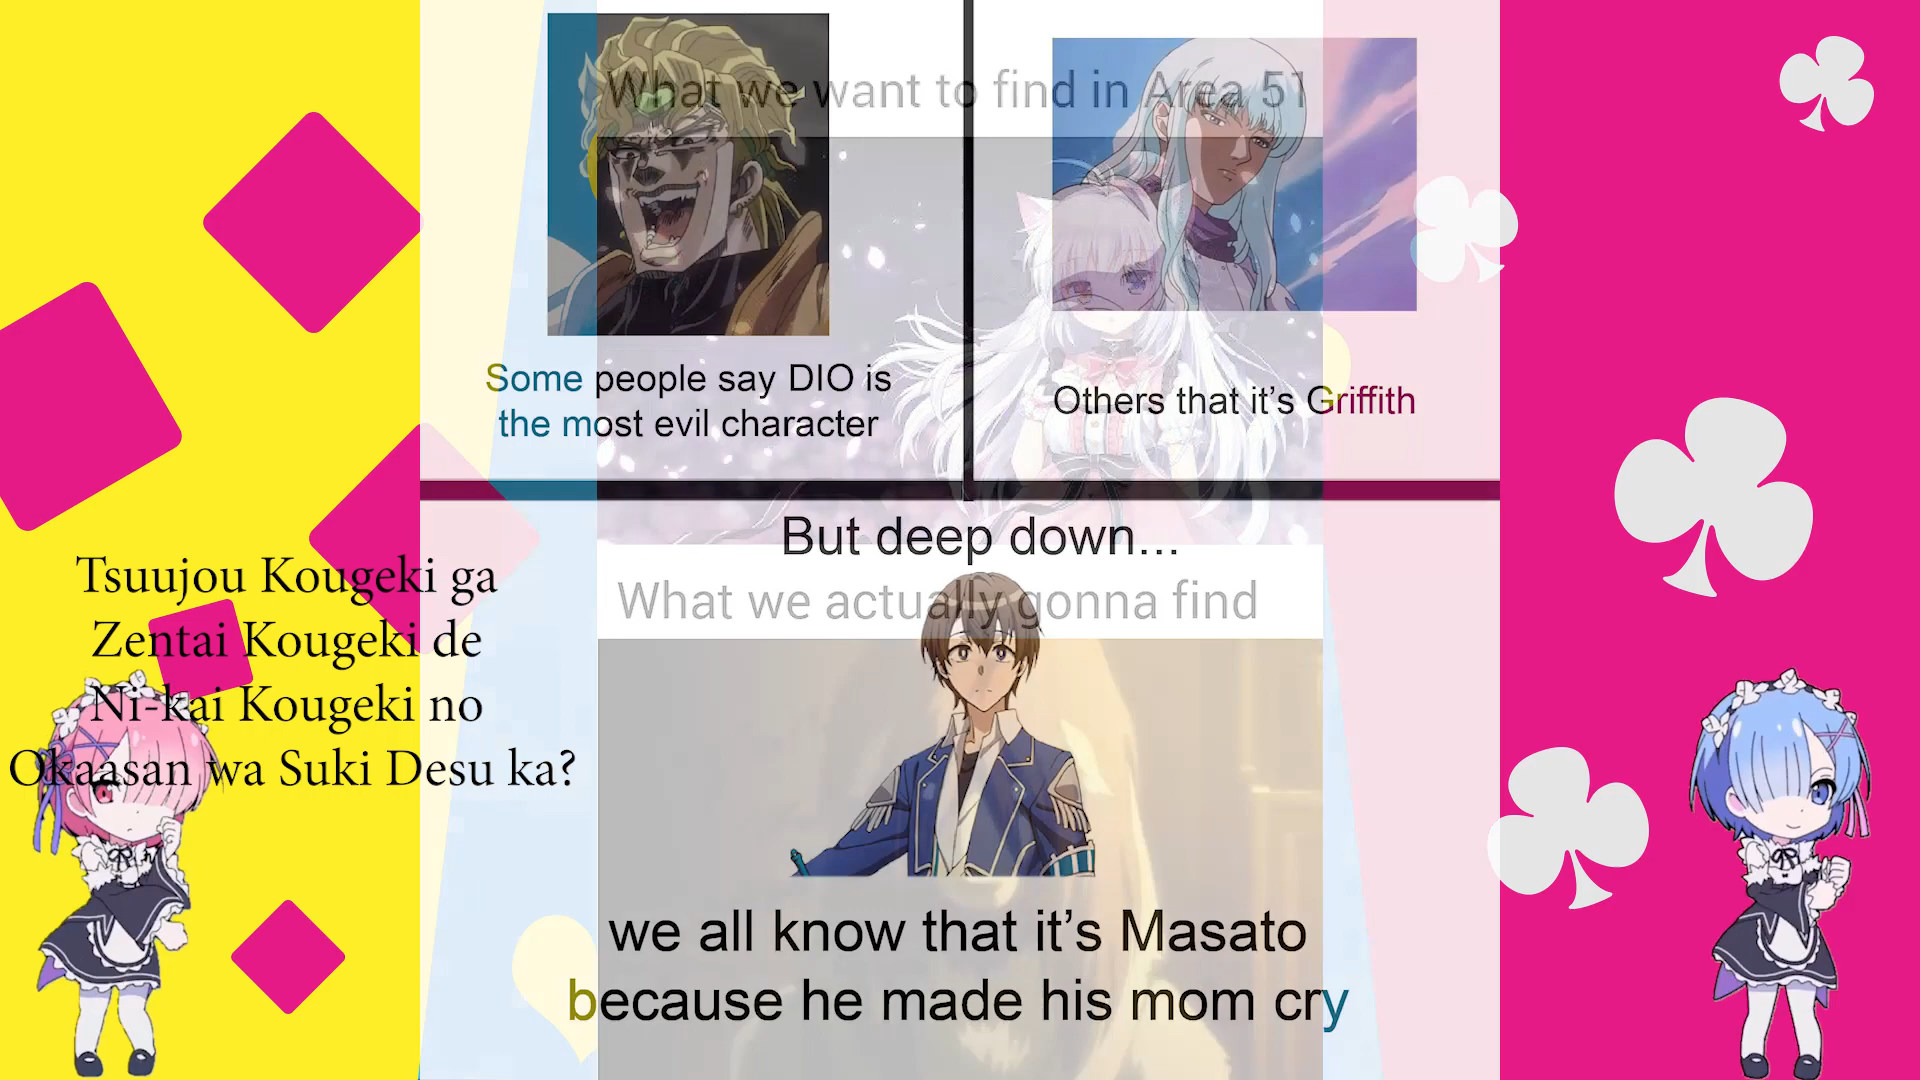 What we want to find in Area 51
Some people say DIO is
the most evil character
Others that it's Griffith
But deep down...
What we actually gonna find
we all know that it's Masato
because he made his mom cry
Tsuujou Kougeki ga
Zentai Kougeki de
Ni-kai Kougeki no
Okaasan wa Suki Desu ka?